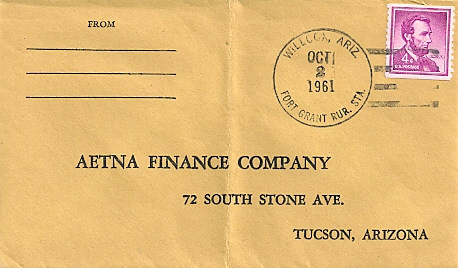 FROM
WILLCOX, ARIZ
OCT
2
1961
FORT GRANT RUR. STA.
4¢
U.S. POSTAGE
AETNA FINANCE COMPANY
72 SOUTH STONE AVE.
TUCSON, ARIZONA